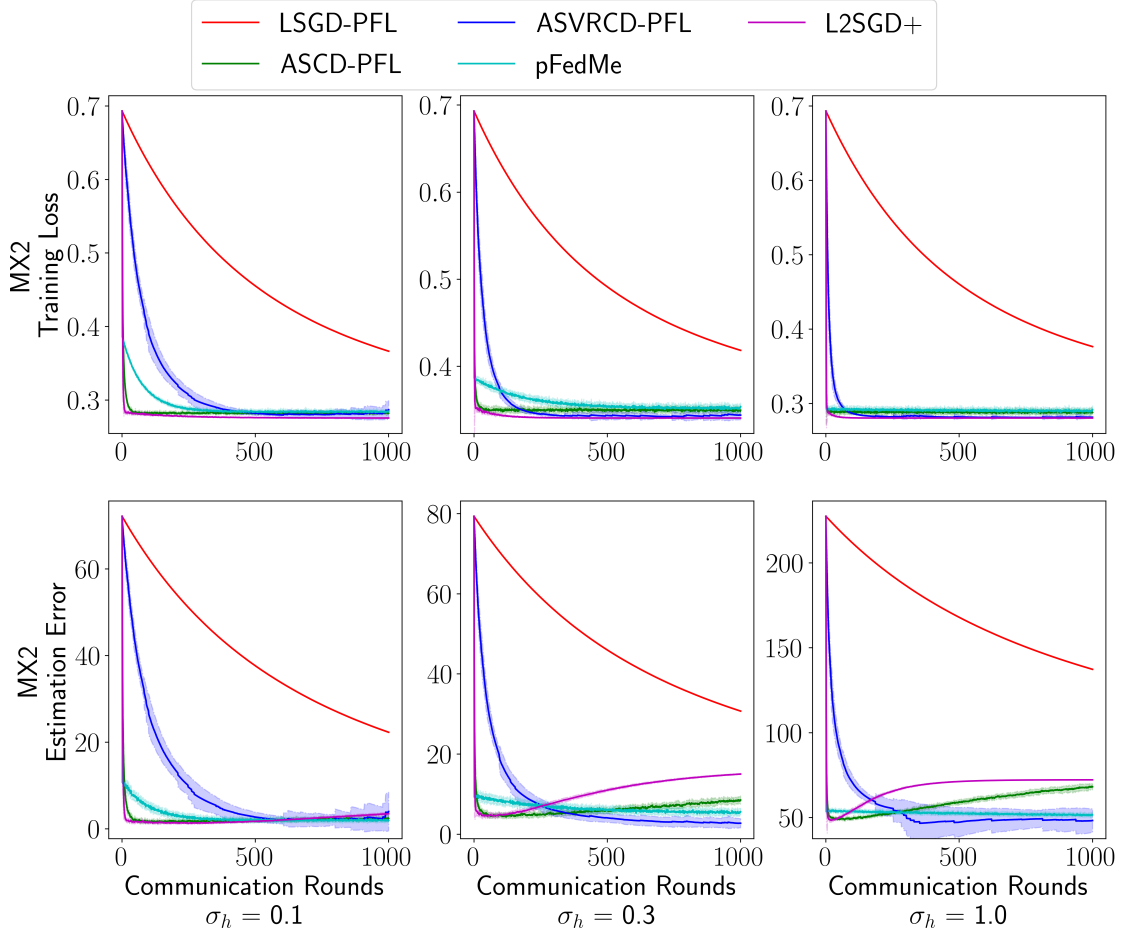 LSGD-PFL ASVRCD-PFL L2SGD+
ASCD-PFL pFedMe
MX2
Training Loss
0.7
0.6
0.5
0.4
0.3
0 500 1000
0.7
0.6
0.5
0.4
0 500 1000
0.7
0.6
0.5
0.4
0.3
0 500 1000
MX2
Estimation Error
60
40
20
0
0 500 1000
Communication Rounds
σ_h = 0.1
80
60
40
20
0
0 500 1000
Communication Rounds
σ_h = 0.3
200
150
100
50
0 500 1000
Communication Rounds
σ_h = 1.0